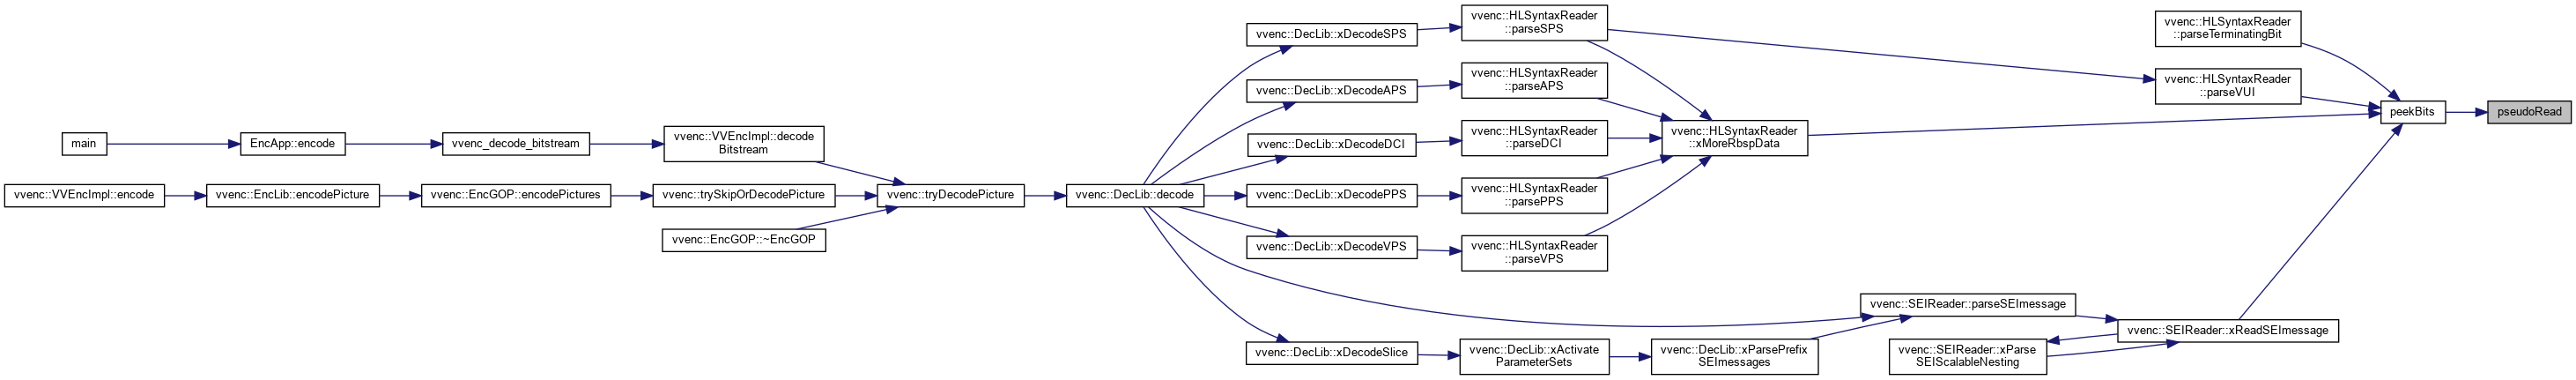 main
EncApp::encode
vvenc_decode_bitstream
vvenc::VVEncImpl::decode
Bitstream
vvenc::VVEncImpl::encode
vvenc::EncLib::encodePicture
vvenc::EncGOP::encodePictures
vvenc::trySkipOrDecodePicture
vvenc::EncGOP::~EncGOP
vvenc::tryDecodePicture
vvenc::DecLib::decode
vvenc::DecLib::xDecodeSPS
vvenc::DecLib::xDecodeAPS
vvenc::DecLib::xDecodeDCI
vvenc::DecLib::xDecodePPS
vvenc::DecLib::xDecodeVPS
vvenc::DecLib::xDecodeSlice
vvenc::HLSyntaxReader
::parseSPS
vvenc::HLSyntaxReader
::parseAPS
vvenc::HLSyntaxReader
::parseDCI
vvenc::HLSyntaxReader
::parsePPS
vvenc::HLSyntaxReader
::parseVPS
vvenc::DecLib::xActivate
ParameterSets
vvenc::HLSyntaxReader
::xMoreRbspData
vvenc::DecLib::xParsePrefix
SEImessages
vvenc::SEIReader::parseSEImessage
vvenc::SEIReader::xParse
SEIScalableNesting
vvenc::HLSyntaxReader
::parseTerminatingBit
vvenc::HLSyntaxReader
::parseVUI
vvenc::SEIReader::xReadSEImessage
peekBits
pseudoRead